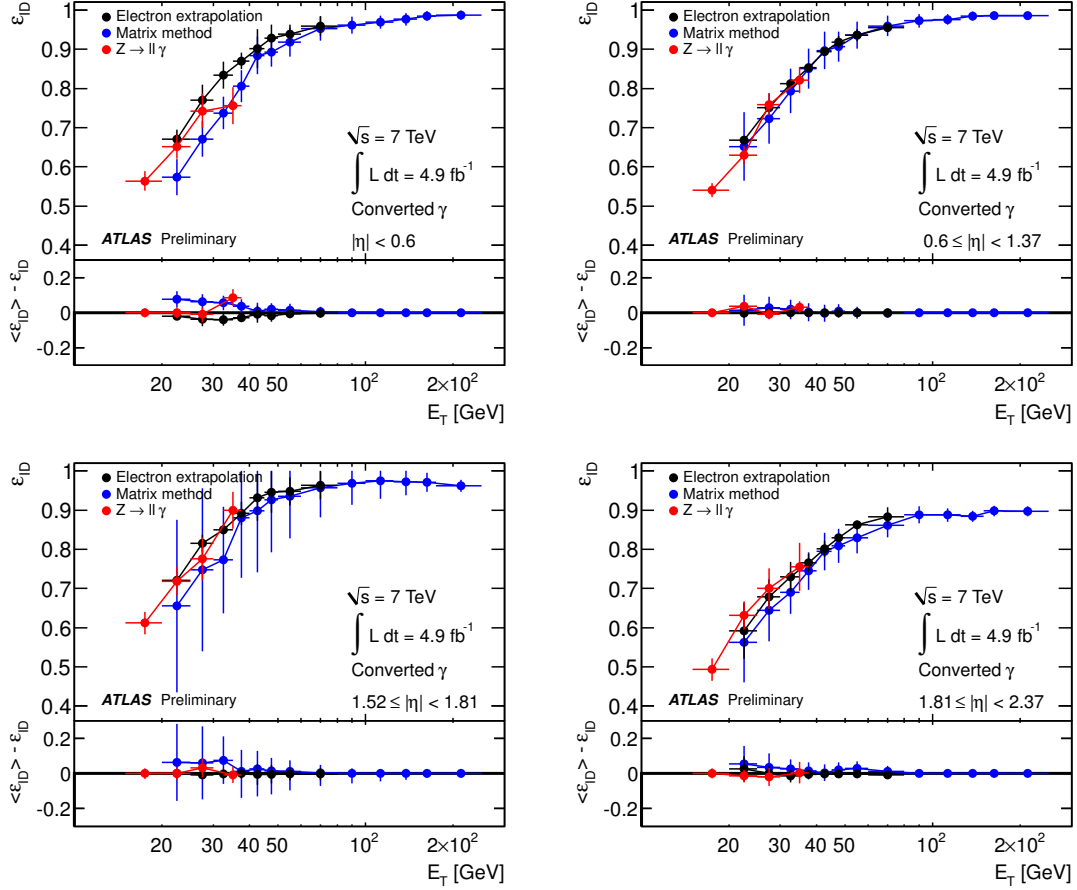 ε_ID
1
0.9
0.8
0.7
0.6
0.5
0.4
Electron extrapolation
Matrix method
Z → ll γ
√s = 7 TeV
∫ L dt = 4.9 fb⁻¹
Converted γ
ATLAS Preliminary
|η| < 0.6
<ε_ID> - ε_ID
0.2
0
-0.2
20 30 40 50 10² 2×10²
E_T [GeV]
ε_ID
1
0.9
0.8
0.7
0.6
0.5
0.4
Electron extrapolation
Matrix method
Z → ll γ
√s = 7 TeV
∫ L dt = 4.9 fb⁻¹
Converted γ
ATLAS Preliminary
0.6 ≤ |η| < 1.37
<ε_ID> - ε_ID
0.2
0
-0.2
20 30 40 50 10² 2×10²
E_T [GeV]
ε_ID
1
0.9
0.8
0.7
0.6
0.5
0.4
Electron extrapolation
Matrix method
Z → ll γ
√s = 7 TeV
∫ L dt = 4.9 fb⁻¹
Converted γ
ATLAS Preliminary
1.52 ≤ |η| < 1.81
<ε_ID> - ε_ID
0.2
0
-0.2
20 30 40 50 10² 2×10²
E_T [GeV]
ε_ID
1
0.9
0.8
0.7
0.6
0.5
0.4
Electron extrapolation
Matrix method
Z → ll γ
√s = 7 TeV
∫ L dt = 4.9 fb⁻¹
Converted γ
ATLAS Preliminary
1.81 ≤ |η| < 2.37
<ε_ID> - ε_ID
0.2
0
-0.2
20 30 40 50 10² 2×10²
E_T [GeV]